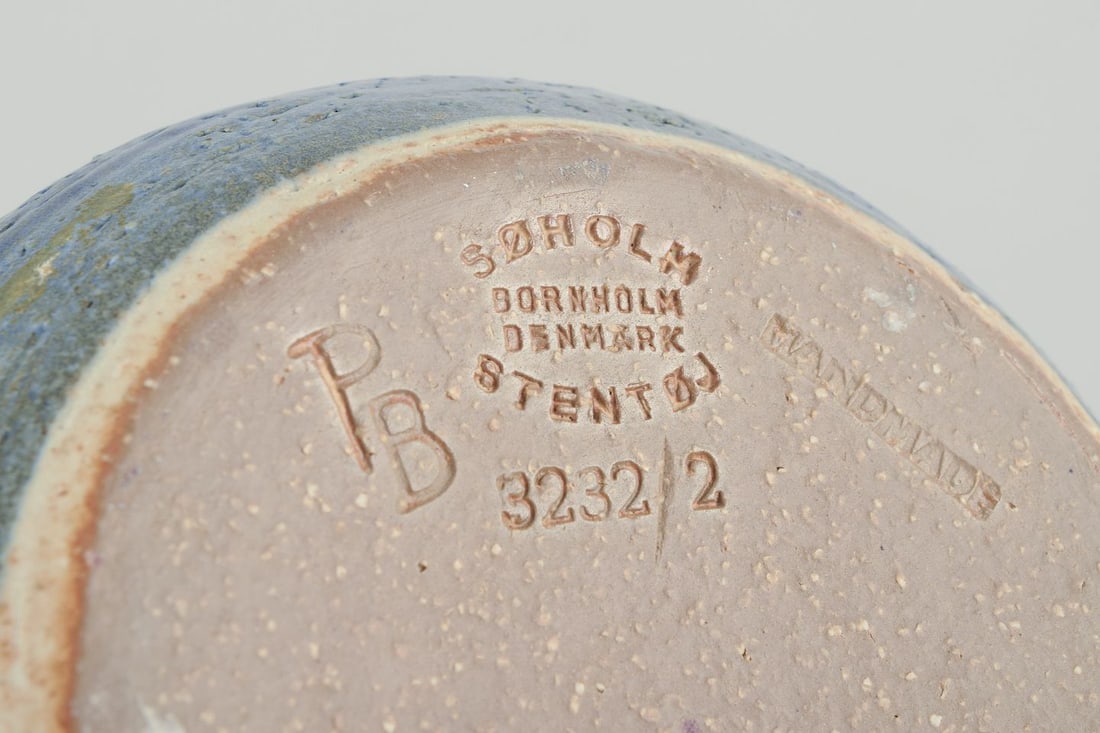 SØHOLM
BORNHOLM
DENMARK
STENTØJ
PB
3232/2
HANDMADE